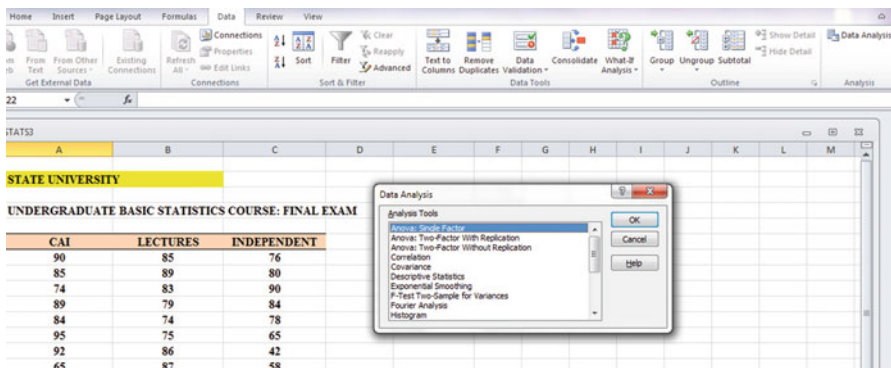 Home Insert Page Layout Formulas Data Review View
Connections Clear Show Detail Data Analysis
Properties Reapply Hide Detail
Edit Links Advanced
From From Other Existing Refresh Sort Filter Text to Remove Data Consolidate What-If Group Ungroup Subtotal
Text Sources Connections All Columns Duplicates Validation Analysis
Get External Data Connections Sort & Filter Data Tools Outline Analysis
22 fx
STATS3
A B C D E F G H I J K L M
STATE UNIVERSITY
UNDERGRADUATE BASIC STATISTICS COURSE: FINAL EXAM
CAI LECTURES INDEPENDENT
90 85 76
85 89 80
74 83 90
89 79 84
84 74 78
95 75 65
92 86 42
65 87 58
Data Analysis
Analysis Tools
Anova: Single Factor
Anova: Two-Factor With Replication
Anova: Two-Factor Without Replication
Correlation
Covariance
Descriptive Statistics
Exponential Smoothing
F-Test Two-Sample for Variances
Fourier Analysis
Histogram
OK
Cancel
Help